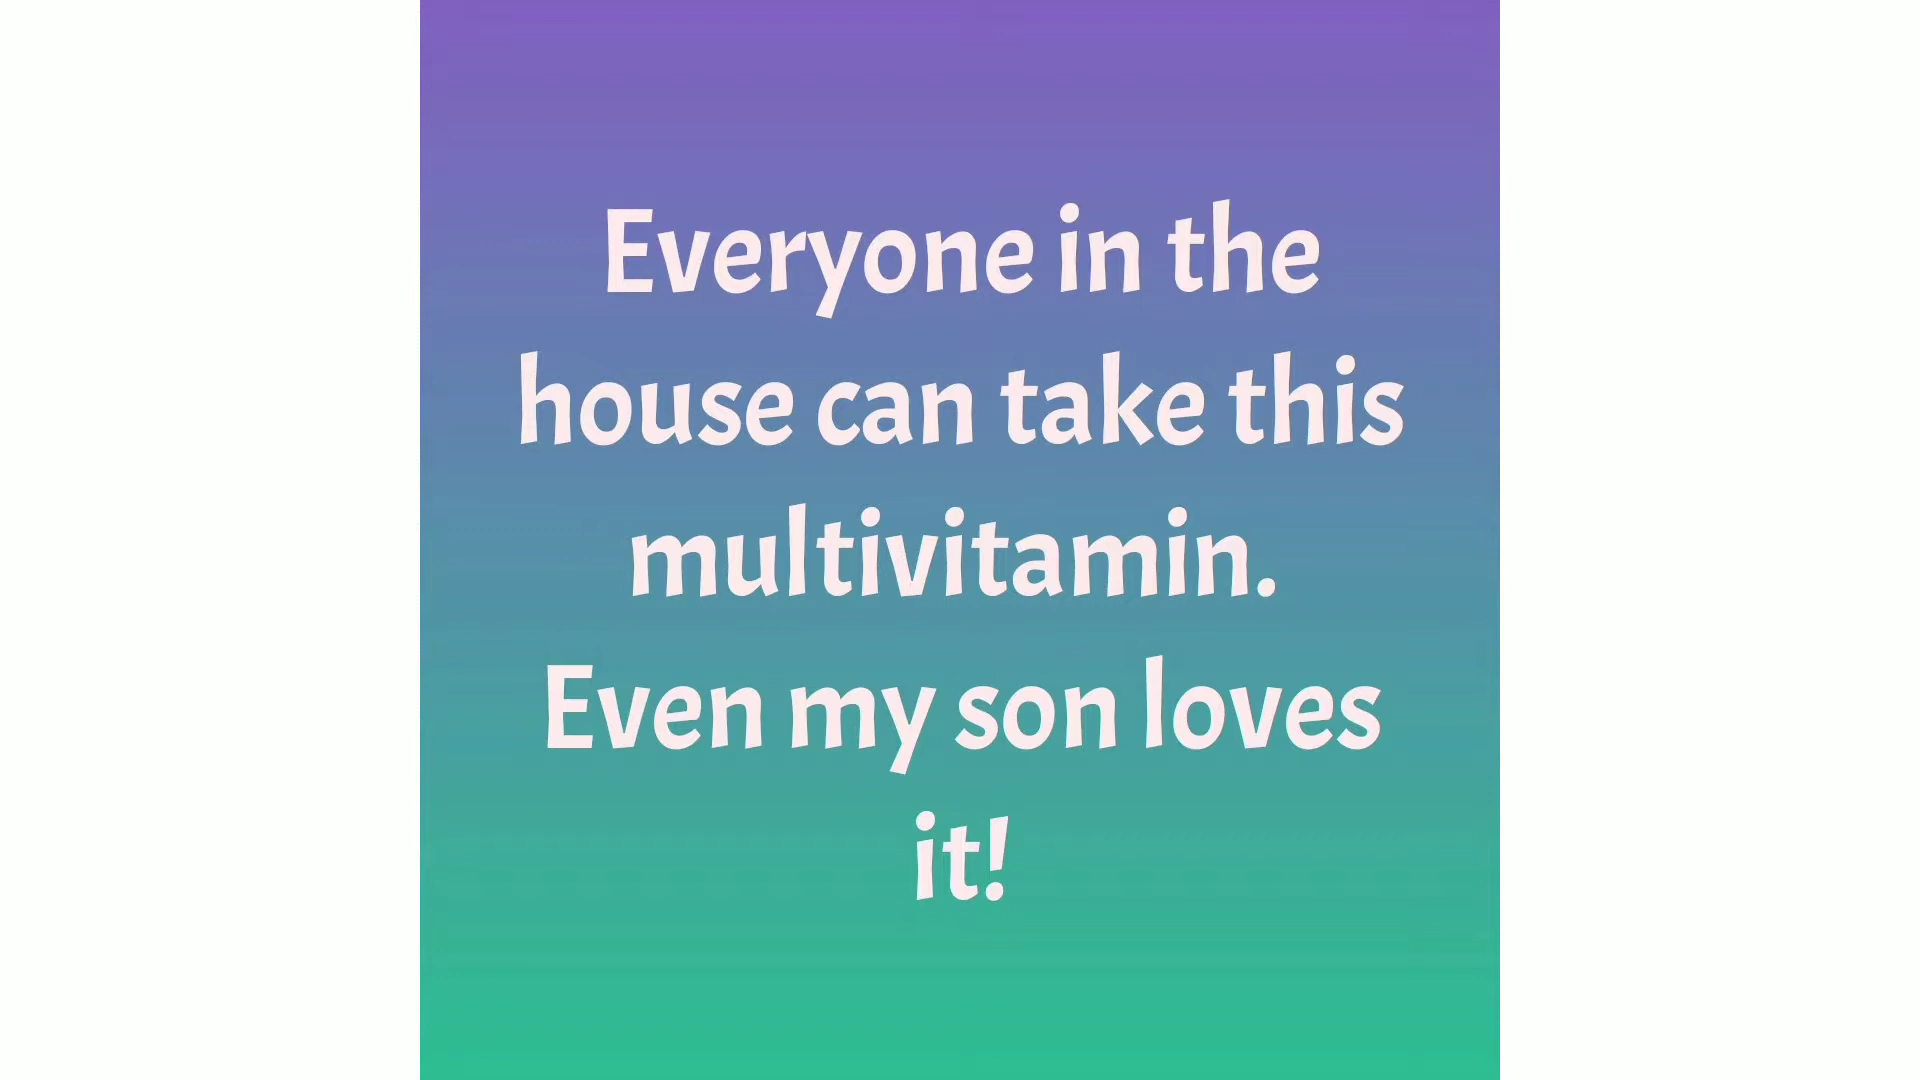 Everyone in the
house can take this
multivitamin.
Even my son loves
it!